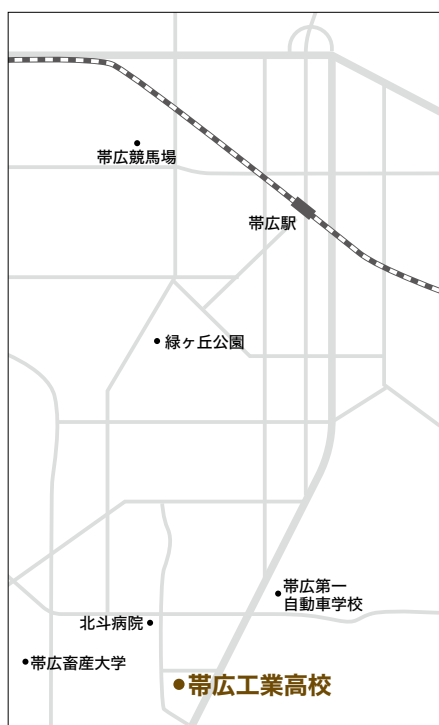 帯広競馬場
帯広駅
緑ヶ丘公園
帯広第一
自動車学校
北斗病院
帯広畜産大学
帯広工業高校